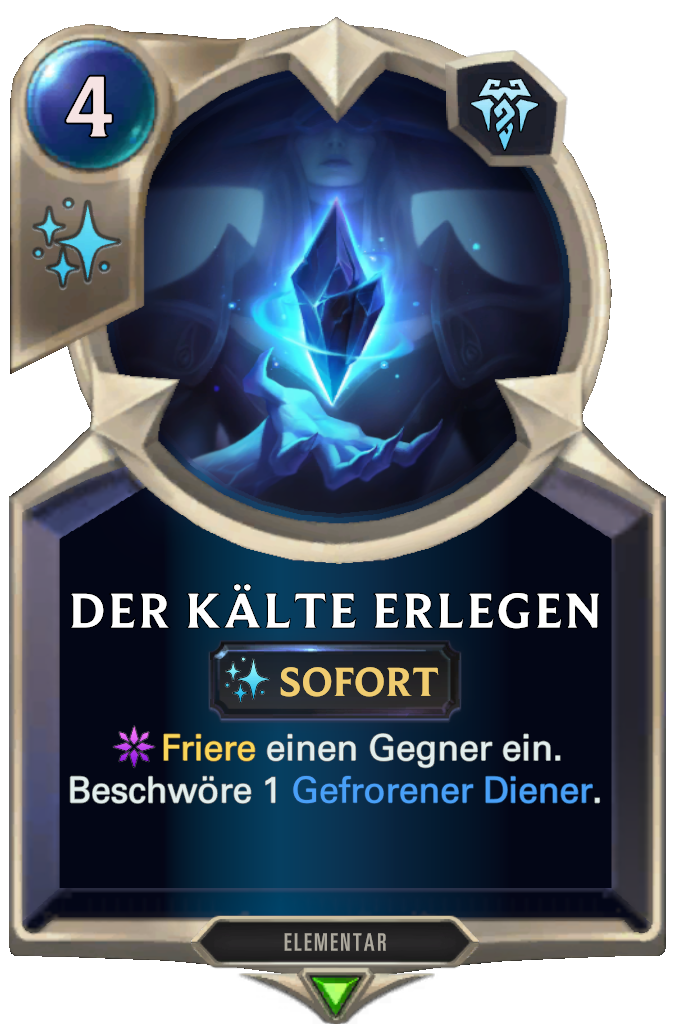 4
DER KÄLTE ERLEGEN
SOFORT
Friere einen Gegner ein.
Beschwöre 1 Gefrorener Diener.
ELEMENTAR